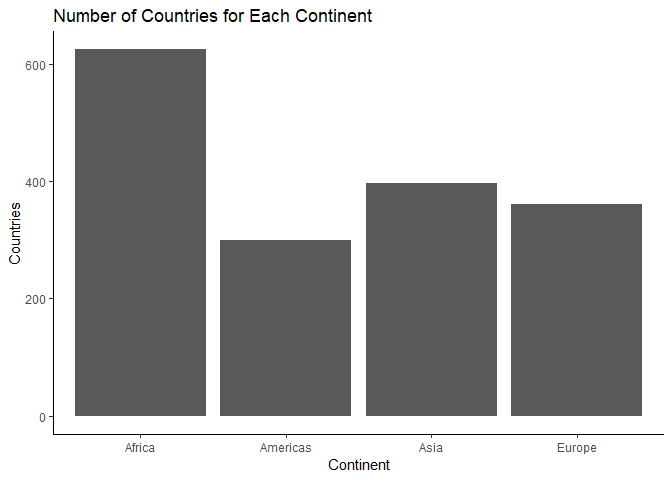 Number of Countries for Each Continent
Countries
600
400
200
0
Africa Americas Asia Europe
Continent